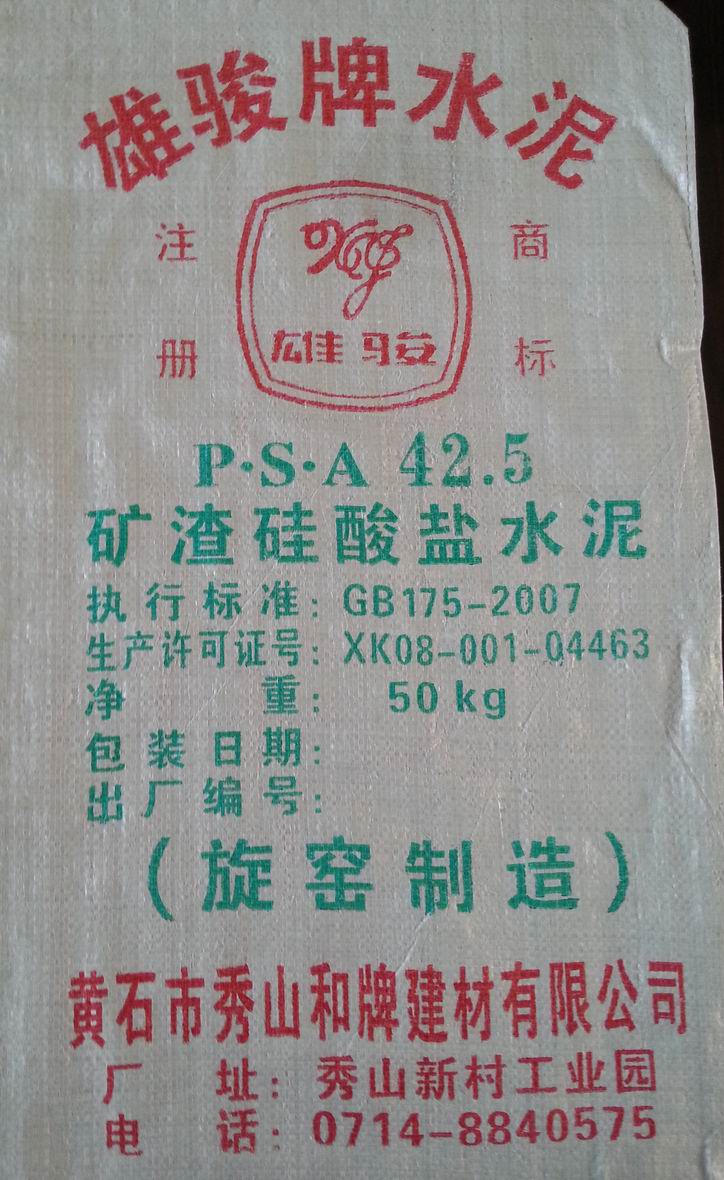 雄骏牌水泥
注册
商标
雄骏
P·S·A 42.5
矿渣硅酸盐水泥
执行标准：GB175-2007
生产许可证号：XK08-001-04463
净重：50kg
包装日期：
出厂编号：
（旋窑制造）
黄石市秀山和牌建材有限公司
厂址：秀山新村工业园
电话：0714-8840575